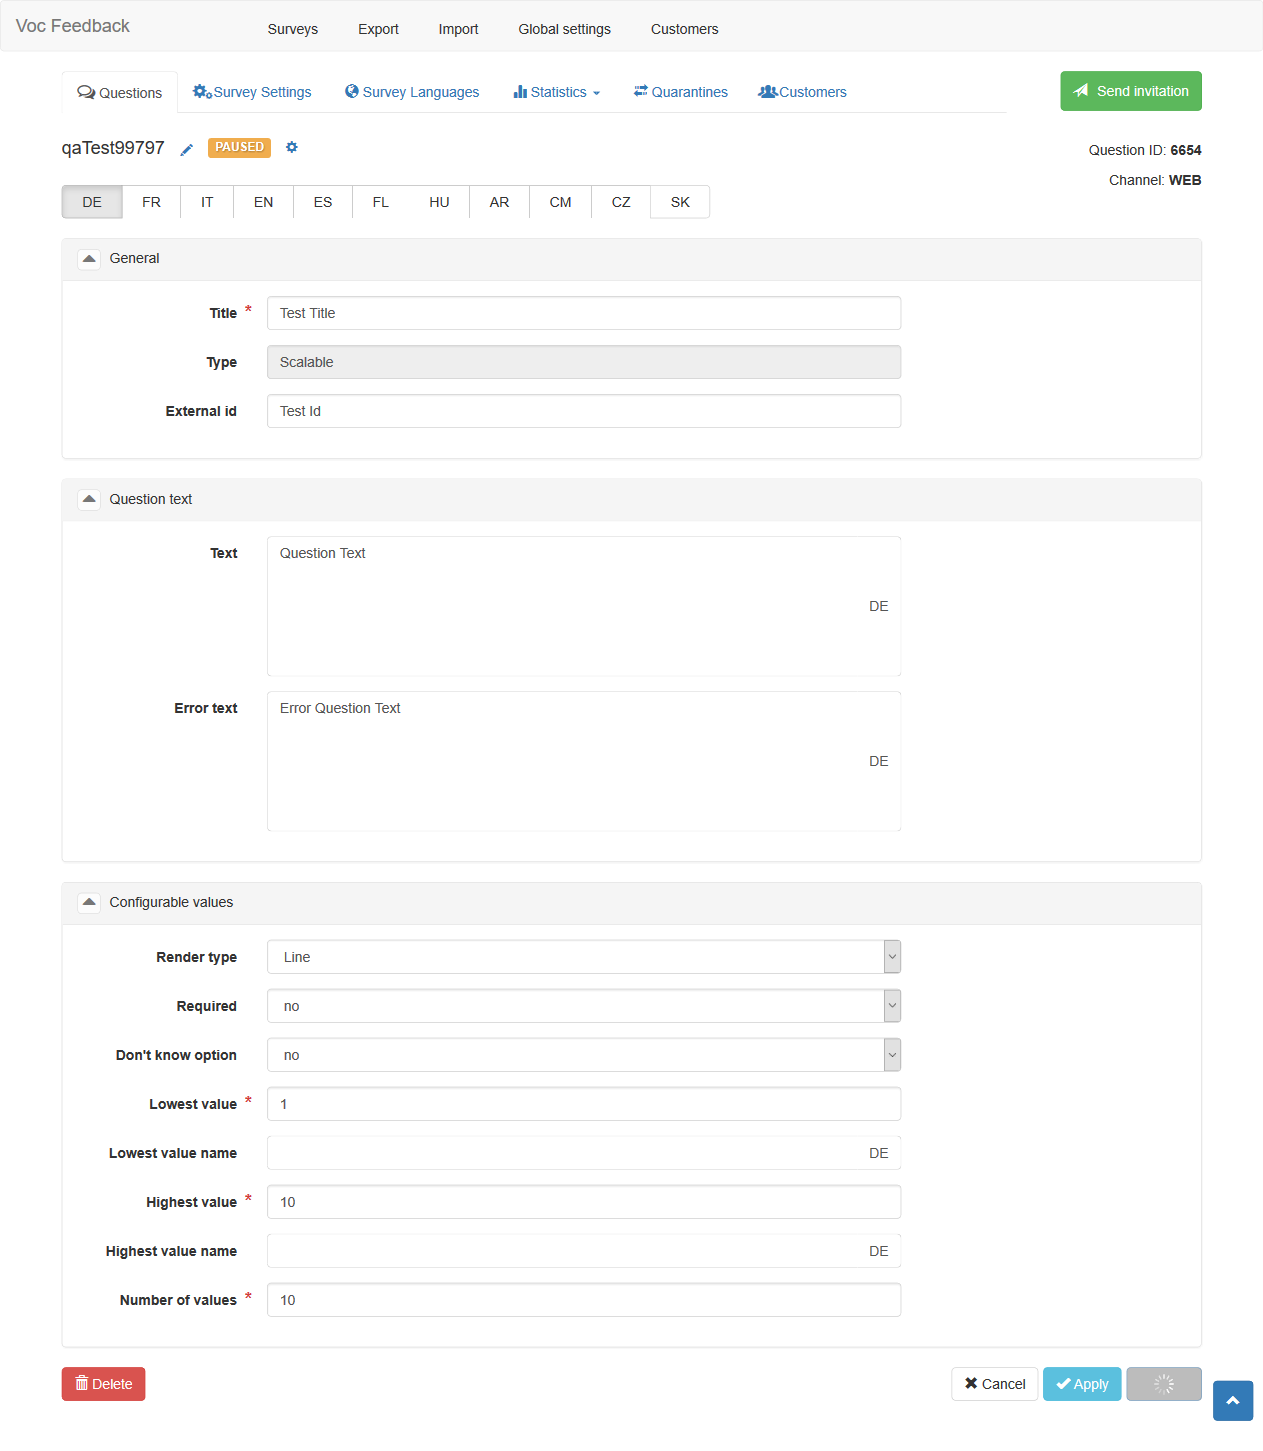 Voc Feedback Surveys Export Import Global settings Customers
Questions Survey Settings Survey Languages Statistics Quarantines Customers Send invitation
qaTest99797 PAUSED Question ID: 6654
Channel: WEB
DE FR IT EN ES FL HU AR CM CZ SK
General
Title * Test Title
Type Scalable
External id Test Id
Question text
Text Question Text
DE
Error text Error Question Text
DE
Configurable values
Render type Line
Required no
Don't know option no
Lowest value * 1
Lowest value name DE
Highest value * 10
Highest value name DE
Number of values * 10
Delete Cancel Apply